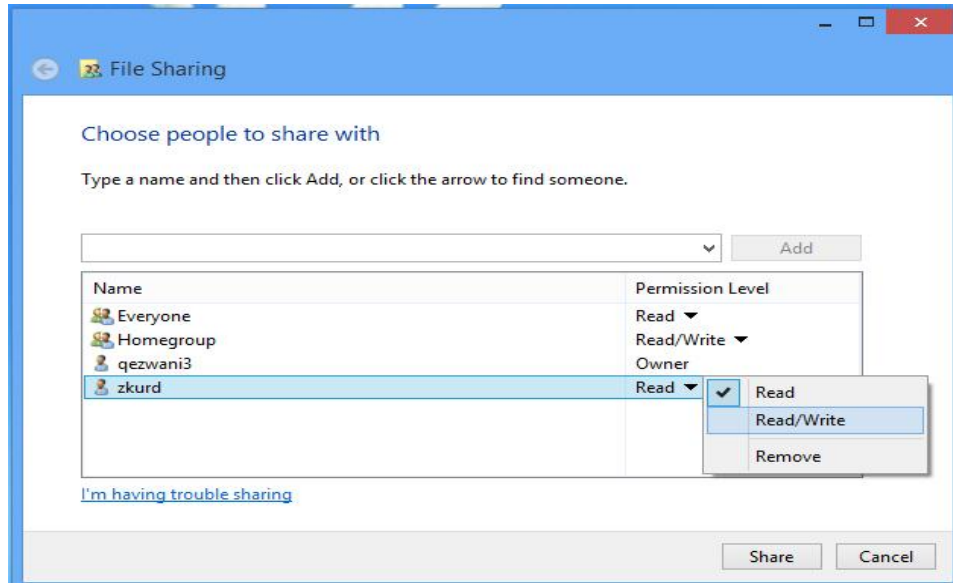 File Sharing
Choose people to share with
Type a name and then click Add, or click the arrow to find someone.
Add
Name Permission Level
Everyone Read
Homegroup Read/Write
qezwani3 Owner
zkurd Read
Read
Read/Write
Remove
I'm having trouble sharing
Share Cancel